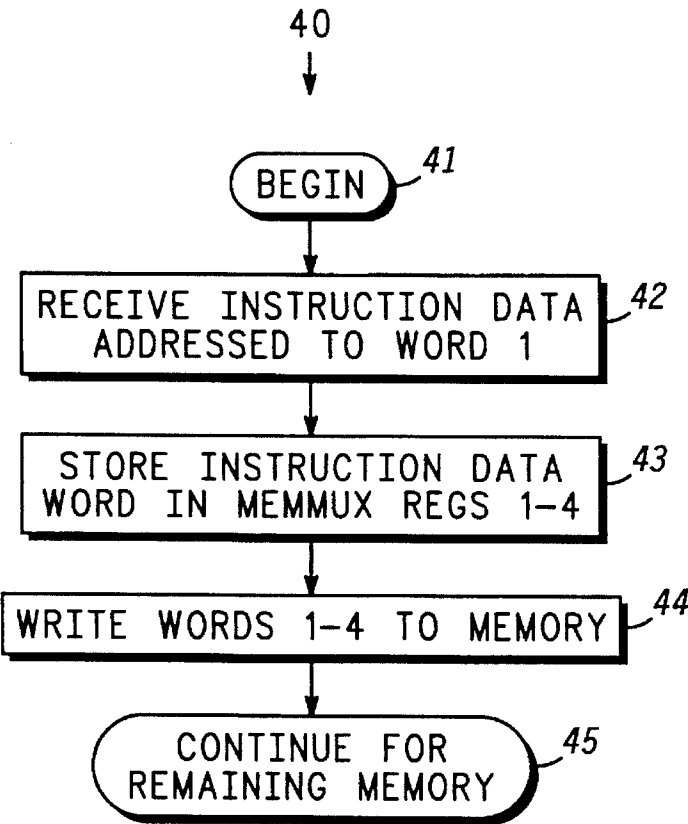 40
BEGIN
41
RECEIVE INSTRUCTION DATA
ADDRESSED TO WORD 1
42
STORE INSTRUCTION DATA
WORD IN MEMMUX REGS 1-4
43
WRITE WORDS 1-4 TO MEMORY
44
CONTINUE FOR
REMAINING MEMORY
45